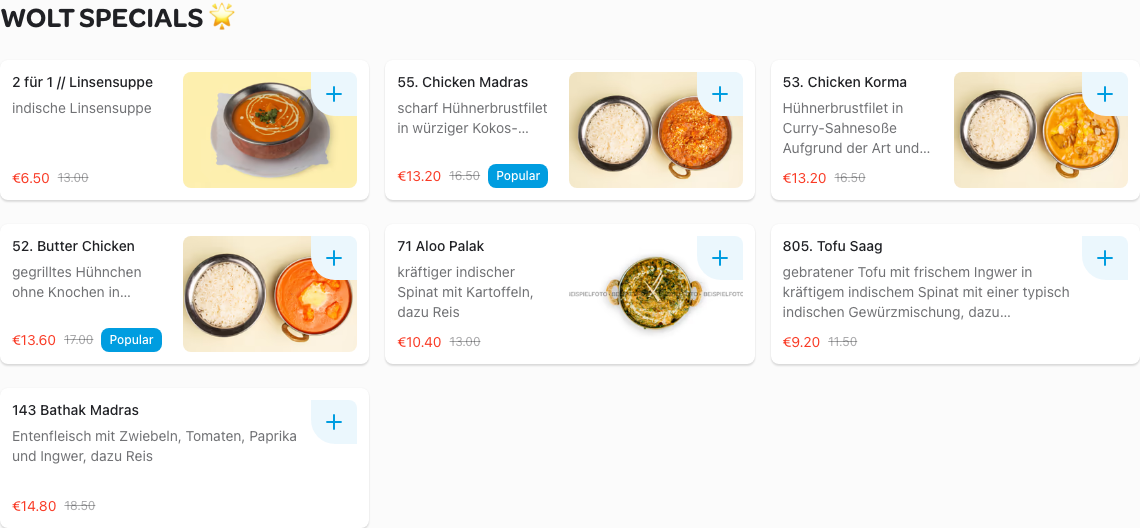 WOLT SPECIALS 🌟
2 für 1 // Linsensuppe
indische Linsensuppe
€6.50 13.00
55. Chicken Madras
scharf Hühnerbrustfilet
in würziger Kokos-...
€13.20 16.50 Popular
53. Chicken Korma
Hühnerbrustfilet in
Curry-Sahnesoße
Aufgrund der Art und...
€13.20 16.50
52. Butter Chicken
gegrilltes Hühnchen
ohne Knochen in...
€13.60 17.00 Popular
71 Aloo Palak
kräftiger indischer
Spinat mit Kartoffeln,
dazu Reis
€10.40 13.00
BEISPIELFOTO
805. Tofu Saag
gebratener Tofu mit frischem Ingwer in
kräftigem indischem Spinat mit einer typisch
indischen Gewürzmischung, dazu...
€9.20 11.50
143 Bathak Madras
Entenfleisch mit Zwiebeln, Tomaten, Paprika
und Ingwer, dazu Reis
€14.80 18.50